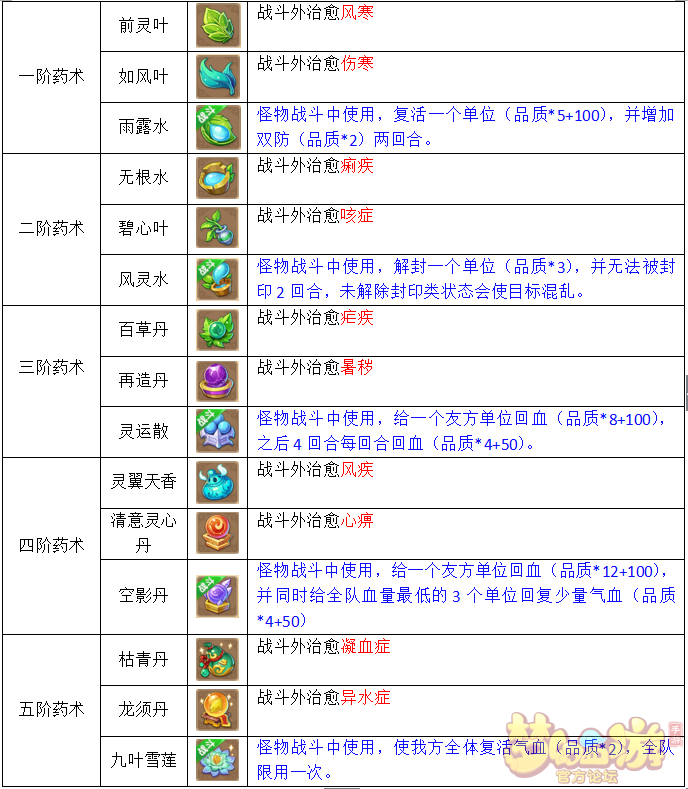 一阶药术
前灵叶
战斗外治愈风寒
如风叶
战斗外治愈伤寒
雨露水
战斗
怪物战斗中使用，复活一个单位（品质*5+100），并增加
双防（品质*2）两回合。
二阶药术
无根水
战斗外治愈痢疾
碧心叶
战斗外治愈咳症
风灵水
战斗
怪物战斗中使用，解封一个单位（品质*3），并无法被封
印 2 回合，未解除封印类状态会使目标混乱。
三阶药术
百草丹
战斗外治愈疟疾
再造丹
战斗外治愈暑秽
灵运散
战斗
怪物战斗中使用，给一个友方单位回血（品质*8+100），
之后 4 回合每回合回血（品质*4+50）。
四阶药术
灵翼天香
战斗外治愈风疾
清意灵心
丹
战斗外治愈心痹
空影丹
战斗
怪物战斗中使用，给一个友方单位回血（品质*12+100），
并同时给全队血量最低的 3 个单位回复少量气血（品质
*4+50）
五阶药术
枯青丹
战斗外治愈凝血症
龙须丹
战斗外治愈异水症
九叶雪莲
战斗
怪物战斗中使用，使我方全体复活气血（品质*2），全队
限用一次。
梦幻西游
手游
官方论坛